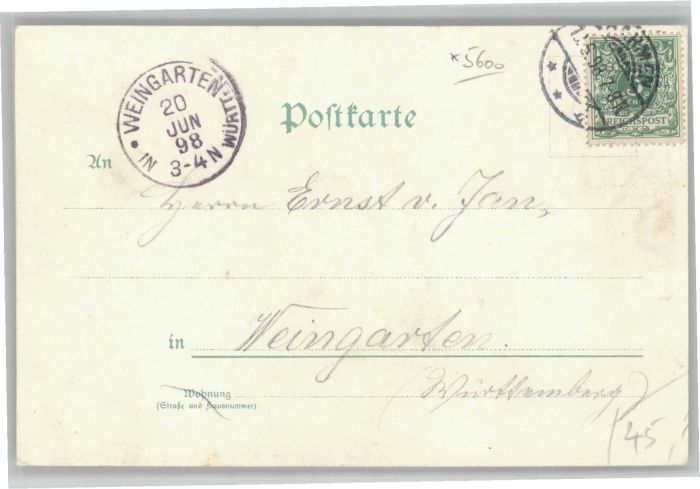 *5600
WEINGARTEN (WÜRTT.)
20
JUN
98
3-4 N
IN
Postkarte
REICHSPOST
An
Herrn Ernst v. Jan,
in Weingarten.
(Württemberg)
Wohnung
(Straße und Hausnummer)
45,